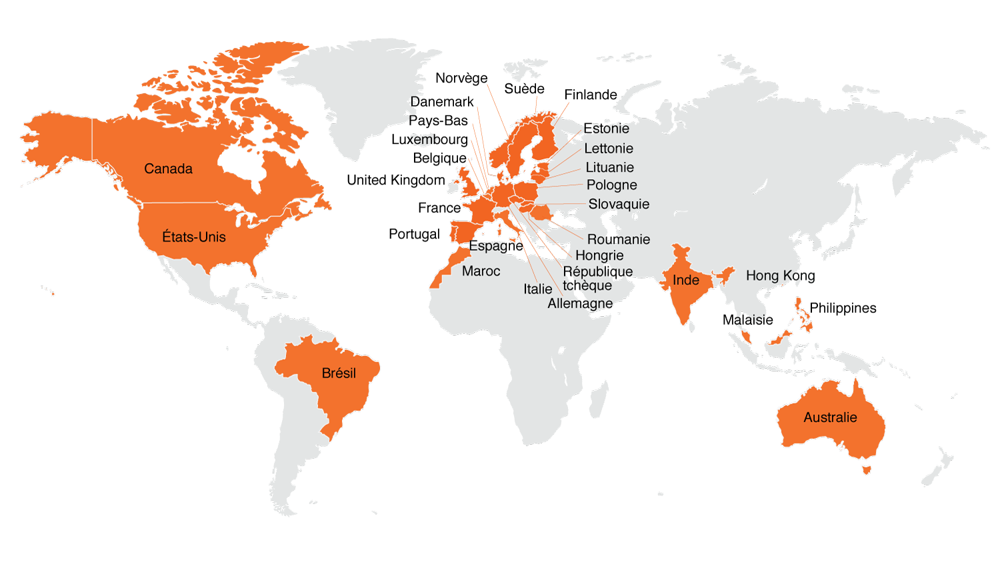 Norvège
Suède
Finlande
Danemark
Pays-Bas
Luxembourg
Belgique
United Kingdom
France
Portugal
Espagne
Maroc
Estonie
Lettonie
Lituanie
Pologne
Slovaquie
Roumanie
Hongrie
République
tchèque
Italie
Allemagne
Canada
États-Unis
Brésil
Inde
Hong Kong
Philippines
Malaisie
Australie